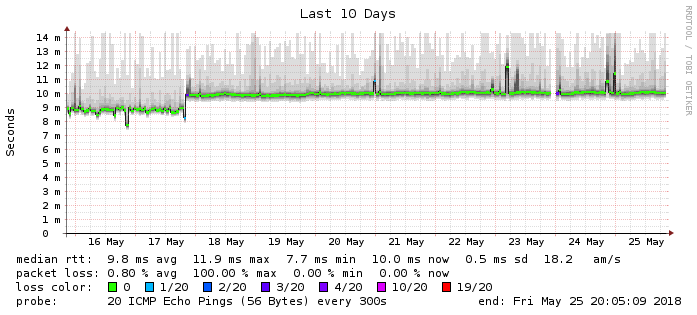 Last 10 Days
RRDTOOL / TOBI OETIKER
Seconds
14 m
13 m
12 m
11 m
10 m
9 m
8 m
7 m
6 m
5 m
4 m
3 m
2 m
1 m
0
16 May 17 May 18 May 19 May 20 May 21 May 22 May 23 May 24 May 25 May
median rtt: 9.8 ms avg 11.9 ms max 7.7 ms min 10.0 ms now 0.5 ms sd 18.2 am/s
packet loss: 0.80 % avg 100.00 % max 0.00 % min 0.00 % now
loss color: 0 1/20 2/20 3/20 4/20 10/20 19/20
probe: 20 ICMP Echo Pings (56 Bytes) every 300s end: Fri May 25 20:05:09 2018